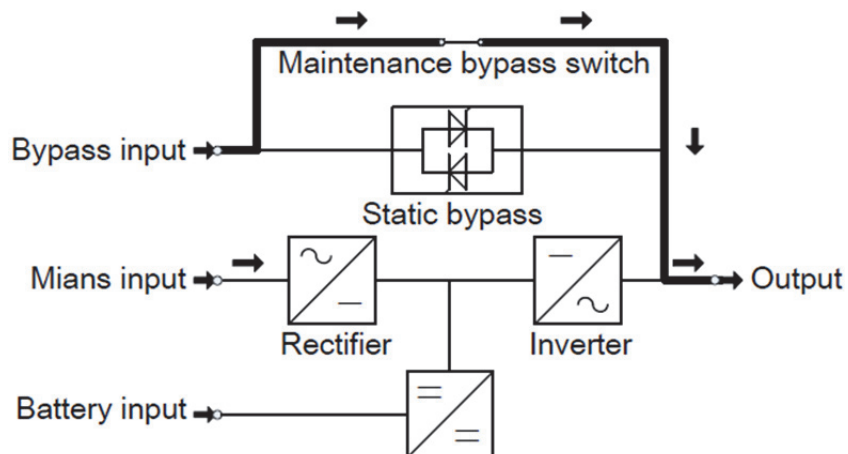 Maintenance bypass switch
Bypass input
Static bypass
Mians input
Output
Rectifier
Inverter
Battery input